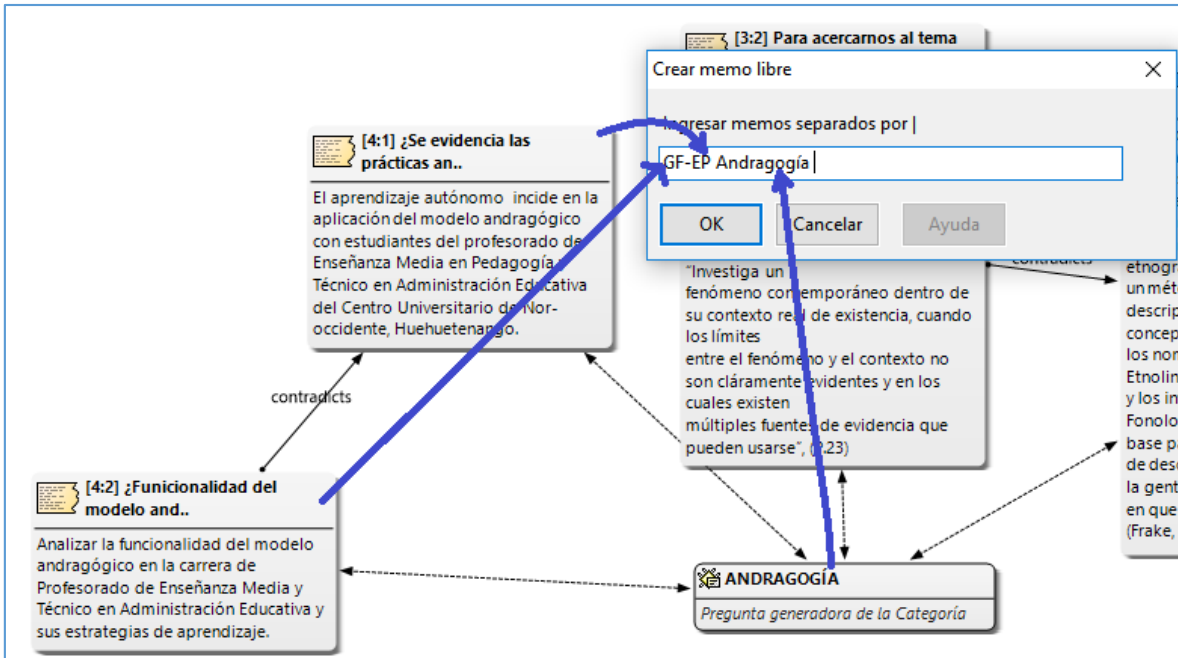 [3:2] Para acercarnos al tema
Crear memo libre
Ingresar memos separados por |
GF-EP Andragogía
OK
Cancelar
Ayuda
[4:1] ¿Se evidencia las
prácticas an..
El aprendizaje autónomo incide en la
aplicación del modelo andragógico
con estudiantes del profesorado de
Enseñanza Media en Pedagogía y
Técnico en Administración Educativa
del Centro Universitario de Nor-
occidente, Huehuetenango.
"Investiga un
fenómeno contemporáneo dentro de
su contexto real de existencia, cuando
los límites
entre el fenómeno y el contexto no
son cláramente evidentes y en los
cuales existen
múltiples fuentes de evidencia que
pueden usarse", (P.23)
contradicts
etnogr
un mét
descrip
concep
los nor
Etnolin
y los in
Fonolo
base pa
de desc
la gent
en que
(Frake,
contradicts
[4:2] ¿Funicionalidad del
modelo and..
Analizar la funcionalidad del modelo
andragógico en la carrera de
Profesorado de Enseñanza Media y
Técnico en Administración Educativa y
sus estrategias de aprendizaje.
ANDRAGOGÍA
Pregunta generadora de la Categoría